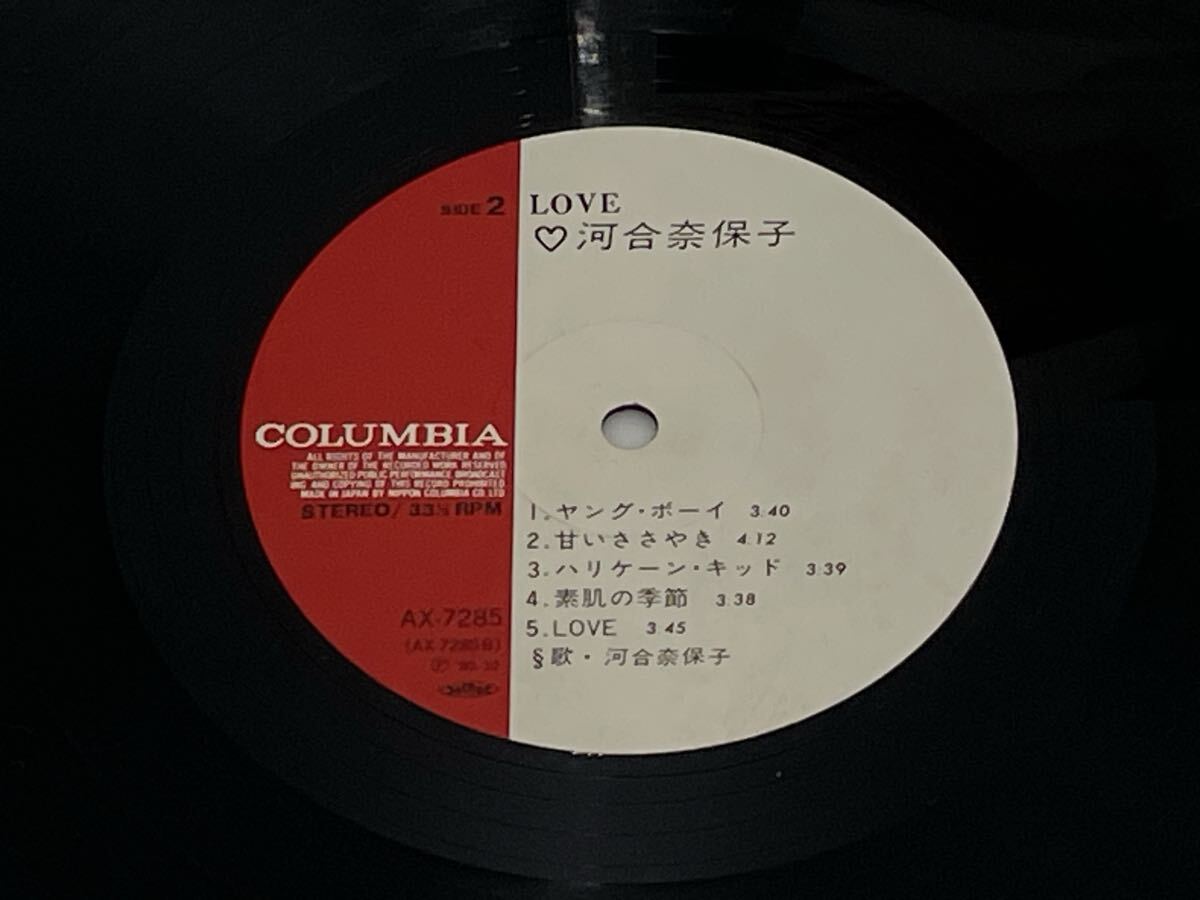 SIDE 2
LOVE
♡河合奈保子
COLUMBIA
ALL RIGHTS OF THE MANUFACTURER AND OF
THE OWNER OF THE RECORDED WORK RESERVED
UNAUTHORIZED PUBLIC PERFORMANCE BROADCAST
ING AND COPYING OF THIS RECORD PROHIBITED
MADE IN JAPAN BY NIPPON COLUMBIA CO LTD
STEREO/33⅓ RPM
AX-7285
(AX-7285B)
Ⓟ '80. 10
1.ヤング・ボーイ 3.40
2.甘いささやき 4.12
3.ハリケーン・キッド 3.39
4.素肌の季節 3.38
5.LOVE 3.45
§歌・河合奈保子